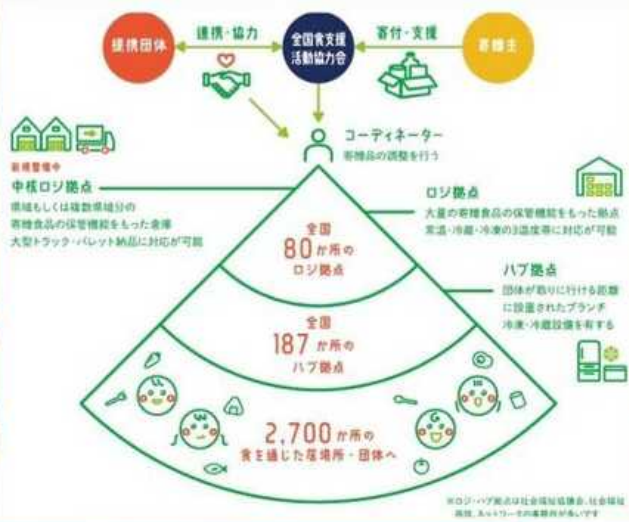 提携団体
連携・協力
全国食支援
活動協力会
寄付・支援
寄贈主
コーディネーター
寄贈品の調整を行う
新規整備中
中核ロジ拠点
県域もしくは複数県域分の
寄贈食品の保管機能をもった倉庫
大型トラック・パレット納品に対応が可能
ロジ拠点
大量の寄贈食品の保管機能をもった拠点
常温・冷蔵・冷凍の3温度帯に対応が可能
全国
80か所の
ロジ拠点
ハブ拠点
団体が取りに行ける距離
に設置されたブランチ
冷凍・冷蔵設備を有する
全国
187か所の
ハブ拠点
2,700か所の
食を通じた居場所・団体へ
※ロジ・ハブ拠点は社会福祉協議会、社会福祉
ネットワークの事務所が多いです